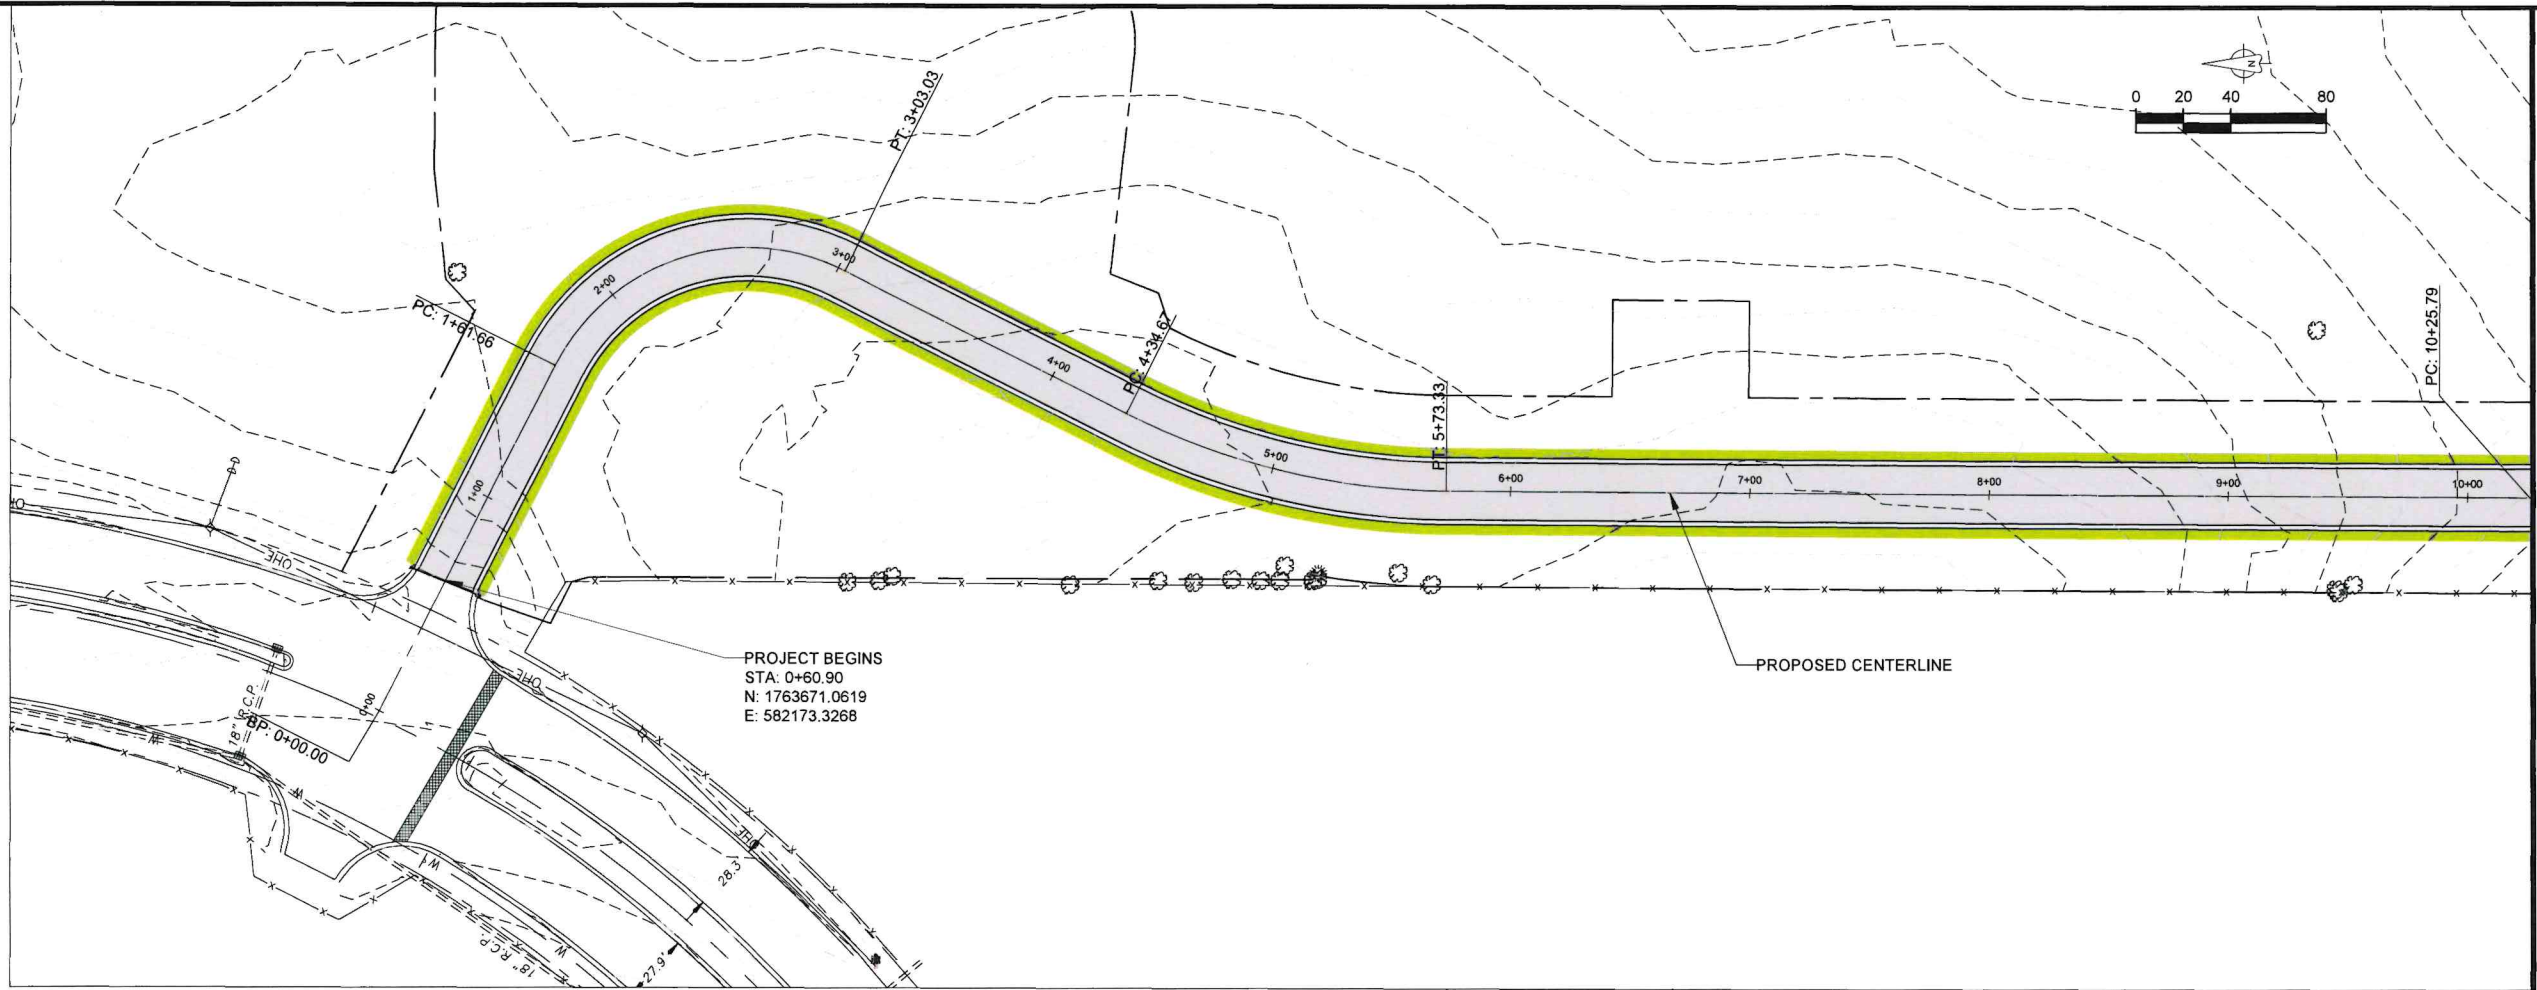 N
0 20 40 80
PT: 3+03.03
3+00
2+00
PC: 1+61.66
PC: 4+34.67
4+00
PC: 10+25.79
PT: 5+73.33
5+00
6+00
7+00
8+00
9+00
10+00
1+00
OHE
PROJECT BEGINS
STA: 0+60.90
N: 1763671.0619
E: 582173.3268
PROPOSED CENTERLINE
OHE
18" R.C.P.
0+00
BP: 0+00.00
W
W
W
W
OHE
28.3'
27.9'
18" R.C.P.